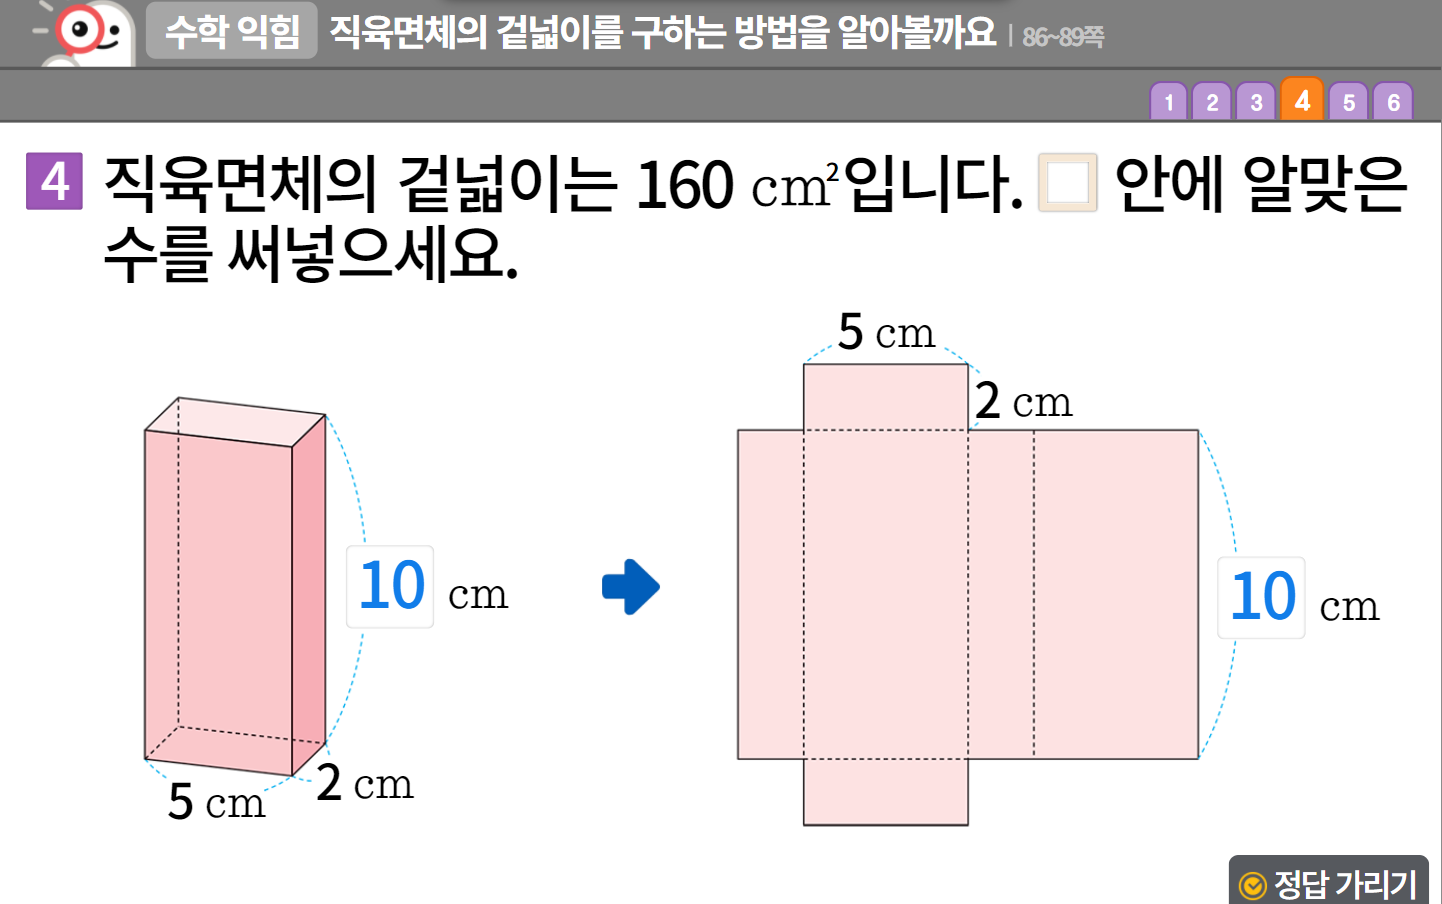 수학 익힘 직육면체의 겉넓이를 구하는 방법을 알아볼까요 | 86~89쪽
1 2 3 4 5 6
4 직육면체의 겉넓이는 160 cm²입니다. □ 안에 알맞은
수를 써넣으세요.
5 cm
2 cm
10 cm
10 cm
5 cm
2 cm
정답 가리기